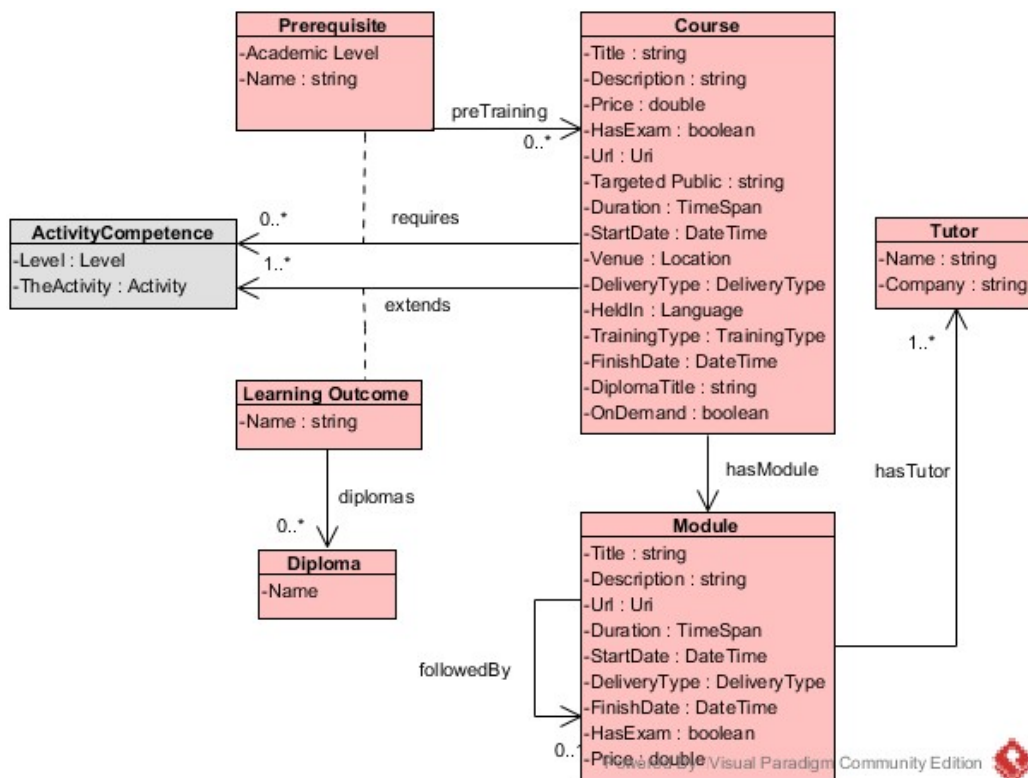 Prerequisite
-Academic Level
-Name : string
preTraining
0..*
Course
-Title : string
-Description : string
-Price : double
-HasExam : boolean
-Url : Uri
-Targeted Public : string
-Duration : TimeSpan
-StartDate : DateTime
-Venue : Location
-DeliveryType : DeliveryType
-HeldIn : Language
-TrainingType : TrainingType
-FinishDate : DateTime
-DiplomaTitle : string
-OnDemand : boolean
0..*
requires
ActivityCompetence
-Level : Level
-TheActivity : Activity
1..*
extends
Tutor
-Name : string
-Company : string
1..*
Learning Outcome
-Name : string
diplomas
0..*
Diploma
-Name
hasModule
hasTutor
Module
-Title : string
-Description : string
-Url : Uri
-Duration : TimeSpan
-StartDate : DateTime
-DeliveryType : DeliveryType
-FinishDate : DateTime
-HasExam : boolean
-Price : double
followedBy
Powered By Visual Paradigm Community Edition